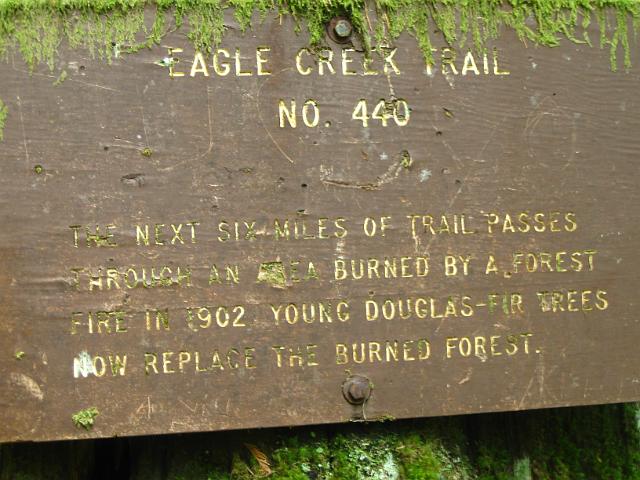 EAGLE CREEK TRAIL
NO. 440
THE NEXT SIX MILES OF TRAIL PASSES
THROUGH AN AREA BURNED BY A FOREST
FIRE IN 1902. YOUNG DOUGLAS-FIR TREES
NOW REPLACE THE BURNED FOREST.